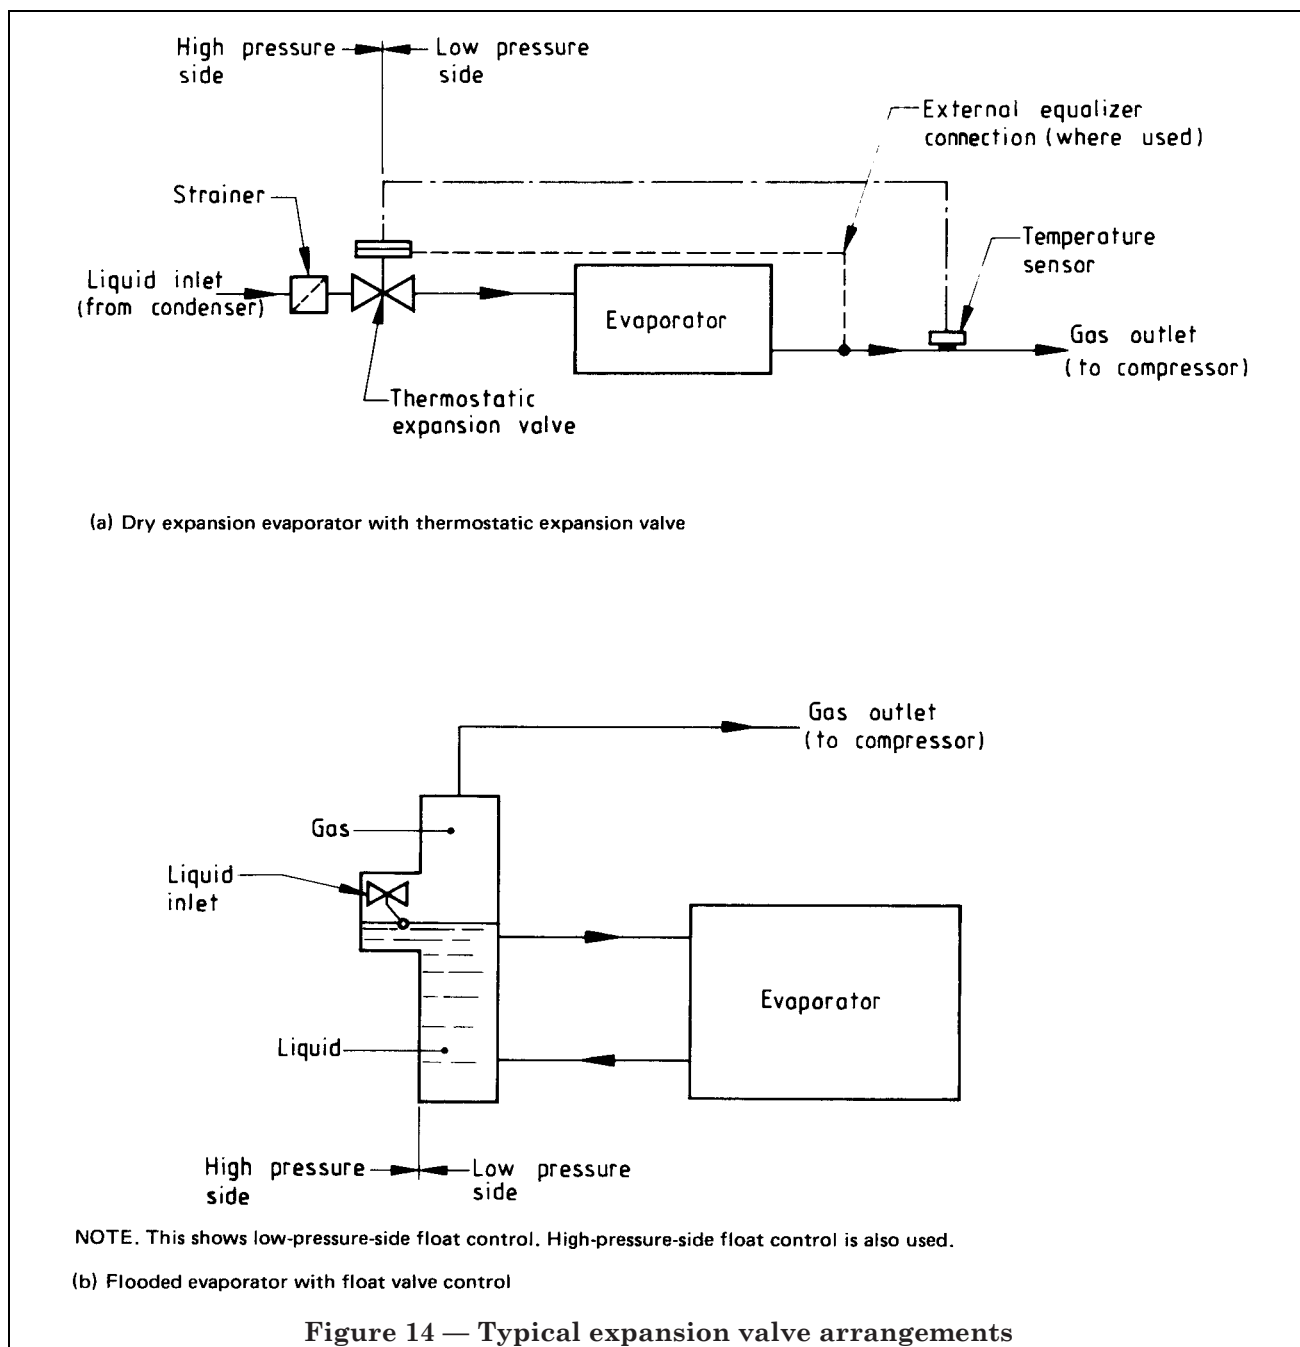 High pressure
side
Low pressure
side
External equalizer
connection (where used)
Strainer
Temperature
sensor
Liquid inlet
(from condenser)
Evaporator
Gas outlet
(to compressor)
Thermostatic
expansion valve
(a) Dry expansion evaporator with thermostatic expansion valve
Gas outlet
(to compressor)
Gas
Liquid
inlet
Evaporator
Liquid
High pressure
side
Low pressure
side
NOTE. This shows low-pressure-side float control. High-pressure-side float control is also used.
(b) Flooded evaporator with float valve control
Figure 14 — Typical expansion valve arrangements